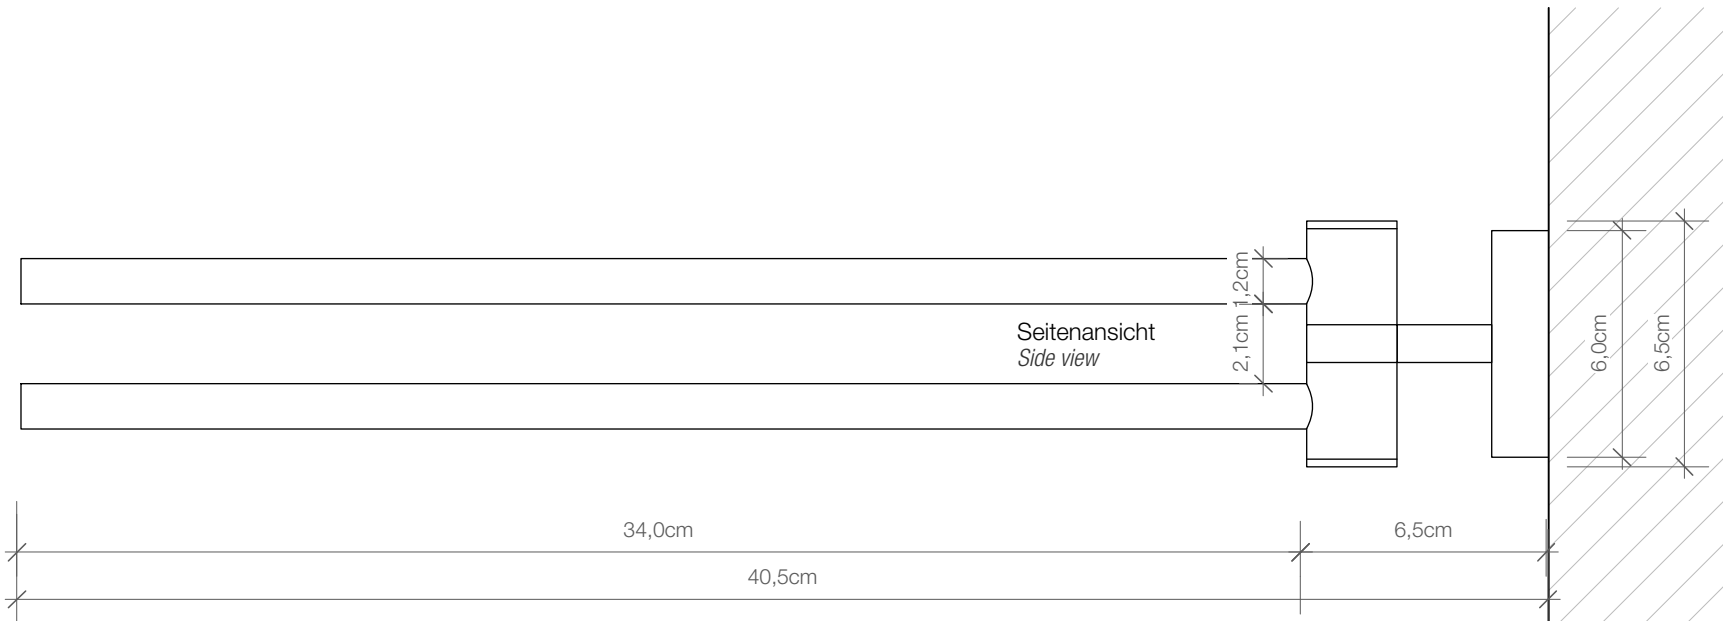 1,2cm
Seitenansicht
Side view
2,1cm
6,0cm
6,5cm
34,0cm
6,5cm
40,5cm